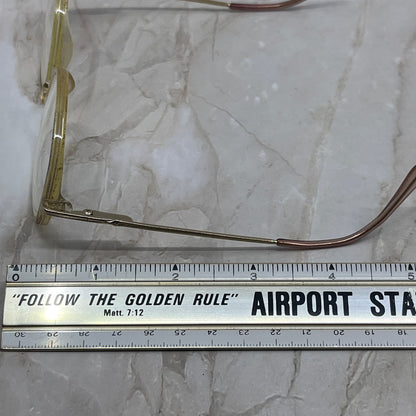 0 1 2 3 4 5
"FOLLOW THE GOLDEN RULE" AIRPORT STA
Matt. 7:12
30 29 28 27 26 25 24 23 22 21 20 19 18